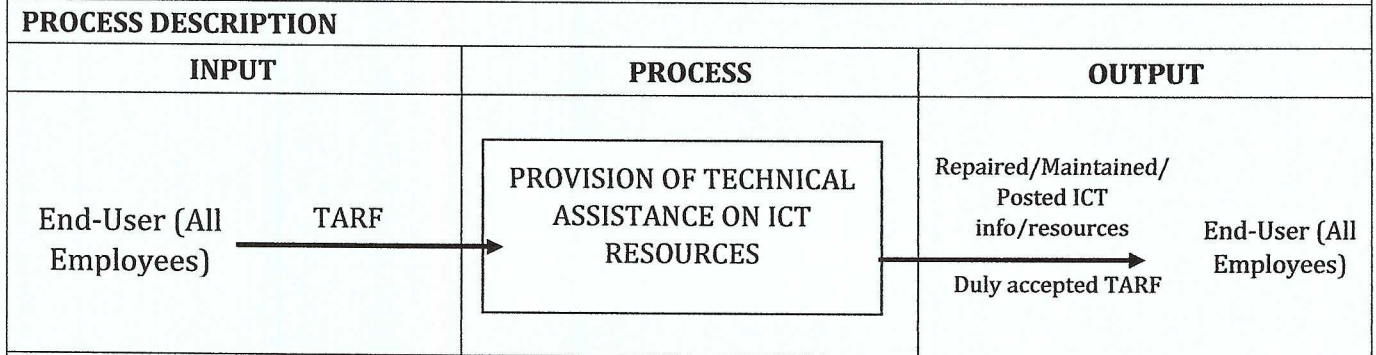 PROCESS DESCRIPTION
INPUT
PROCESS
OUTPUT
End-User (All
Employees)
TARF
PROVISION OF TECHNICAL
ASSISTANCE ON ICT
RESOURCES
Repaired/Maintained/
Posted ICT
info/resources
Duly accepted TARF
End-User (All
Employees)